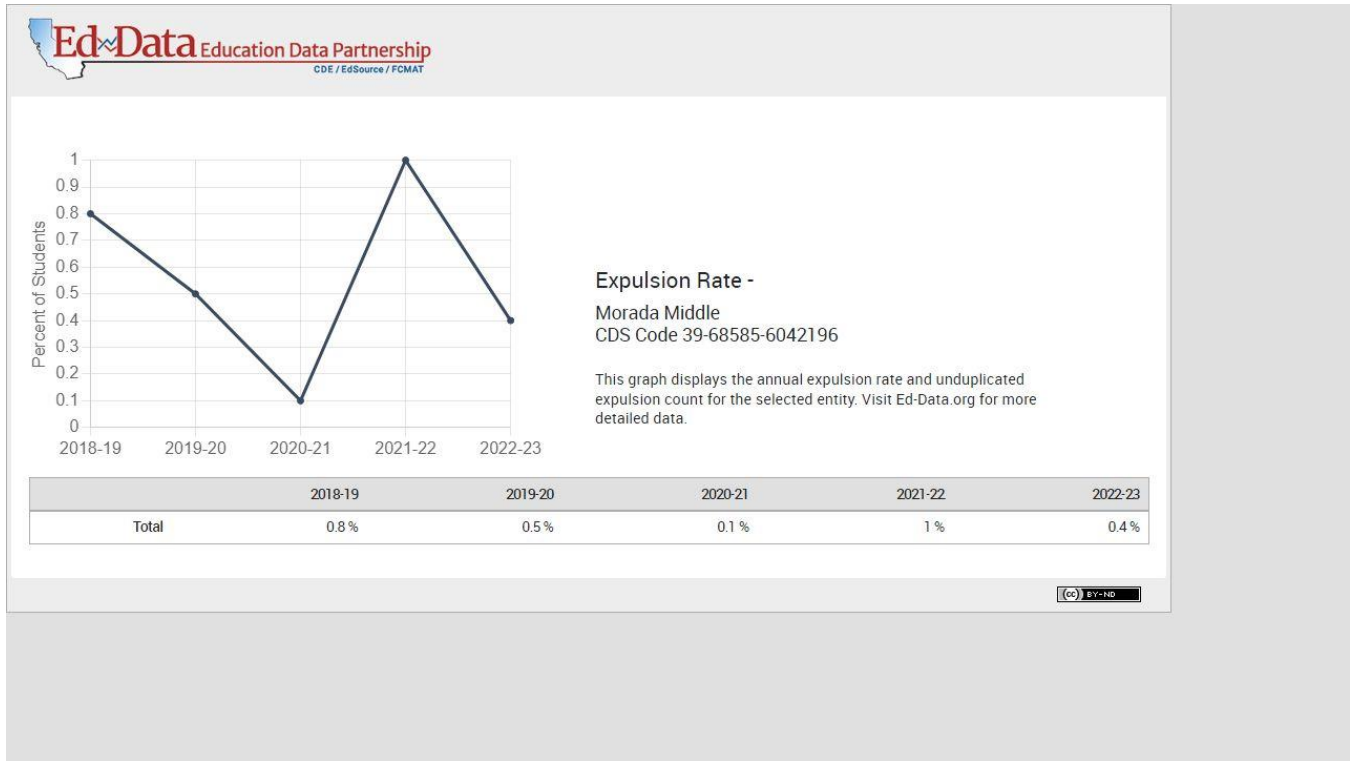 Ed Data Education Data Partnership
CDE / EdSource / FCMAT
Percent of Students
1
0.9
0.8
0.7
0.6
0.5
0.4
0.3
0.2
0.1
0
2018-19 2019-20 2020-21 2021-22 2022-23
Expulsion Rate -
Morada Middle
CDS Code 39-68585-6042196
This graph displays the annual expulsion rate and unduplicated
expulsion count for the selected entity. Visit Ed-Data.org for more
detailed data.
2018-19 2019-20 2020-21 2021-22 2022-23
Total 0.8 % 0.5 % 0.1 % 1 % 0.4 %
(cc) BY-ND